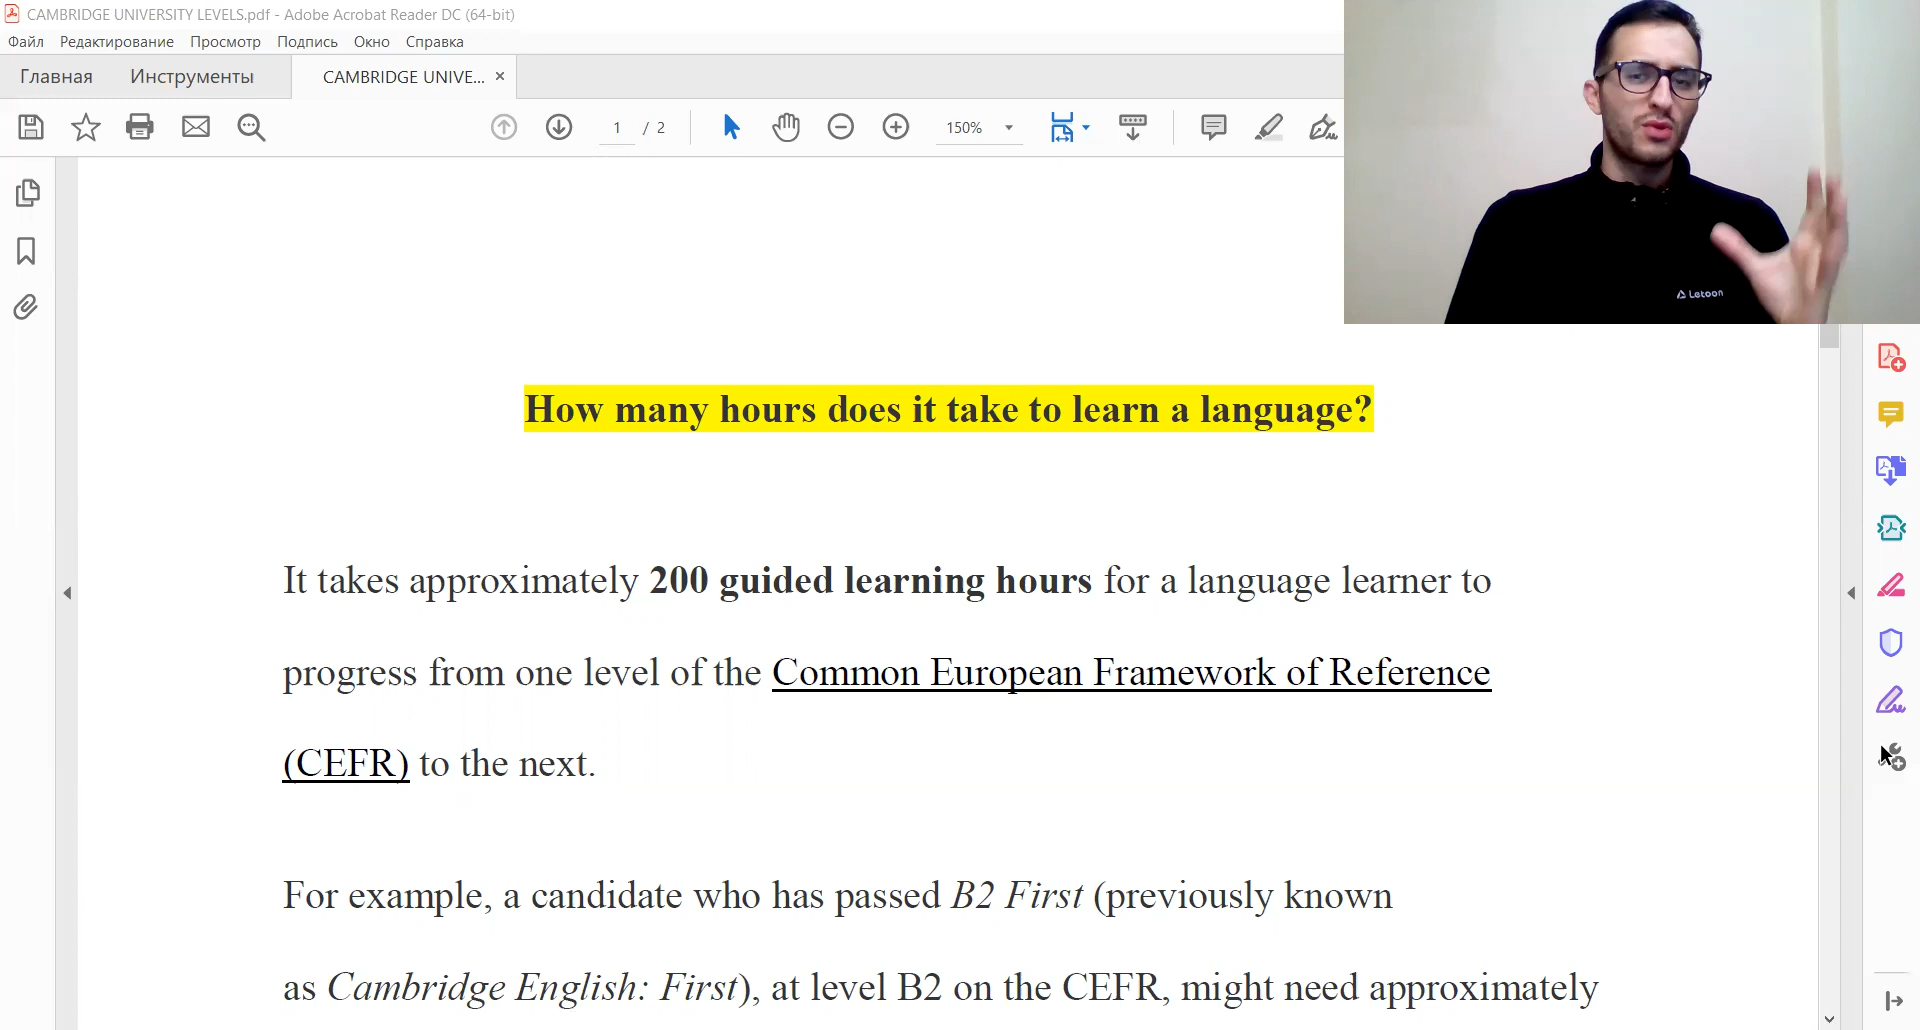 CAMBRIDGE UNIVERSITY LEVELS.pdf - Adobe Acrobat Reader DC (64-bit)
Файл Редактирование Просмотр Подпись Окно Справка
Главная Инструменты CAMBRIDGE UNIVE... ×
1 / 2 150%
Letoon
How many hours does it take to learn a language?
It takes approximately 200 guided learning hours for a language learner to
progress from one level of the Common European Framework of Reference
(CEFR) to the next.
For example, a candidate who has passed B2 First (previously known
as Cambridge English: First), at level B2 on the CEFR, might need approximately